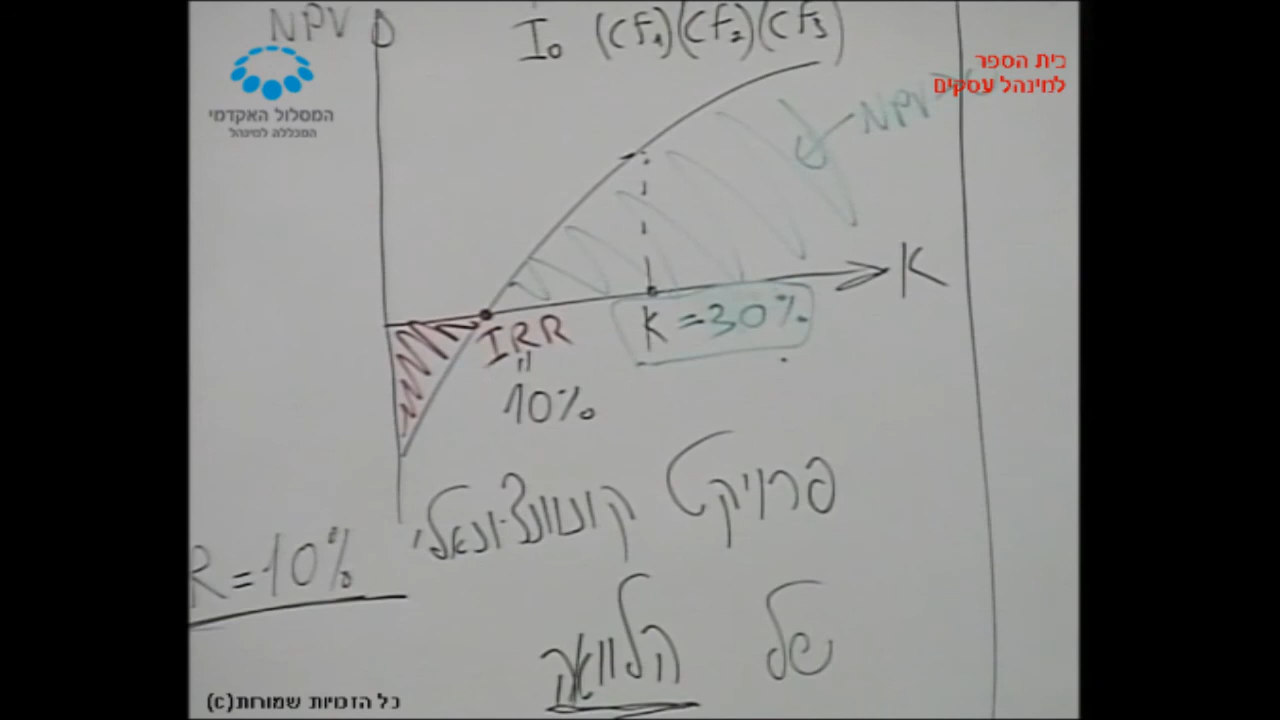 NPV I₀ (CF₁)(CF₂)(CF₃)
בית הספר
למינהל עסקים
המסלול האקדמי
המכללה למינהל
NPV
K
IRR
K=30%
"
10%
פרויקט קונוונציונאלי
R=10%
של הלוואה
כל הזכויות שמורות(c)